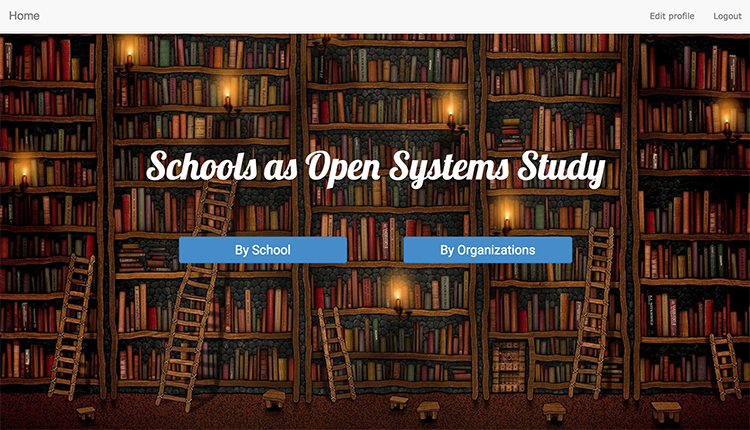 Home
Edit profile
Logout
Schools as Open Systems Study
By School
By Organizations